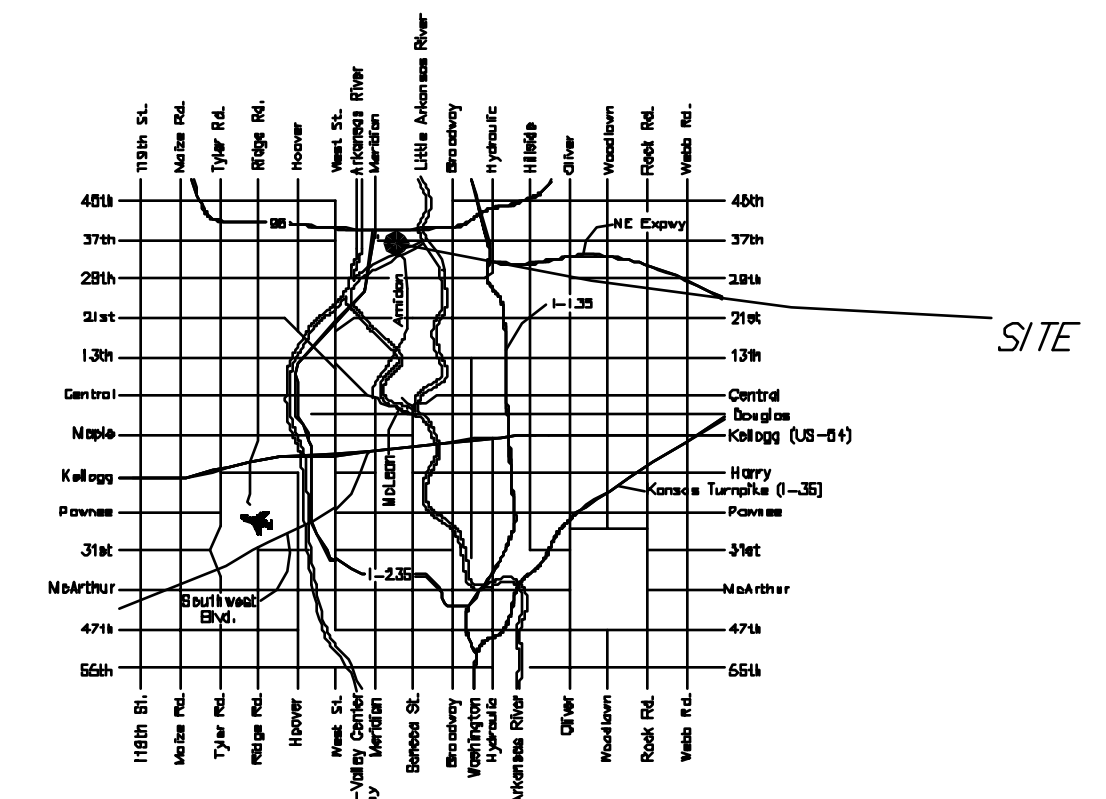 119th St.
Maize Rd.
Tyler Rd.
Ridge Rd.
Hoover
West St.
Arkansas River
Meridian
Little Arkansas River
Broadway
Hydraulic
Hillside
Oliver
Woodlawn
Rock Rd.
Webb Rd.
45th
45th
96
NE Expwy
37th
37th
29th
29th
Amidon
I-135
21st
21st
SITE
13th
13th
Central
Central
Douglas
Maple
Kellogg (US-54)
Kellogg
McLean
Harry
Kansas Turnpike (I-35)
Pawnee
Pawnee
31st
31st
I-235
McArthur
McArthur
Southwest
Blvd.
47th
47th
55th
55th
119th St.
Maize Rd.
Tyler Rd.
Ridge Rd.
Hoover
West St.
-Valley Center
y
Meridian
Seneca St.
Broadway
Washington
Hydraulic
Arkansas River
Oliver
Woodlawn
Rock Rd.
Webb Rd.